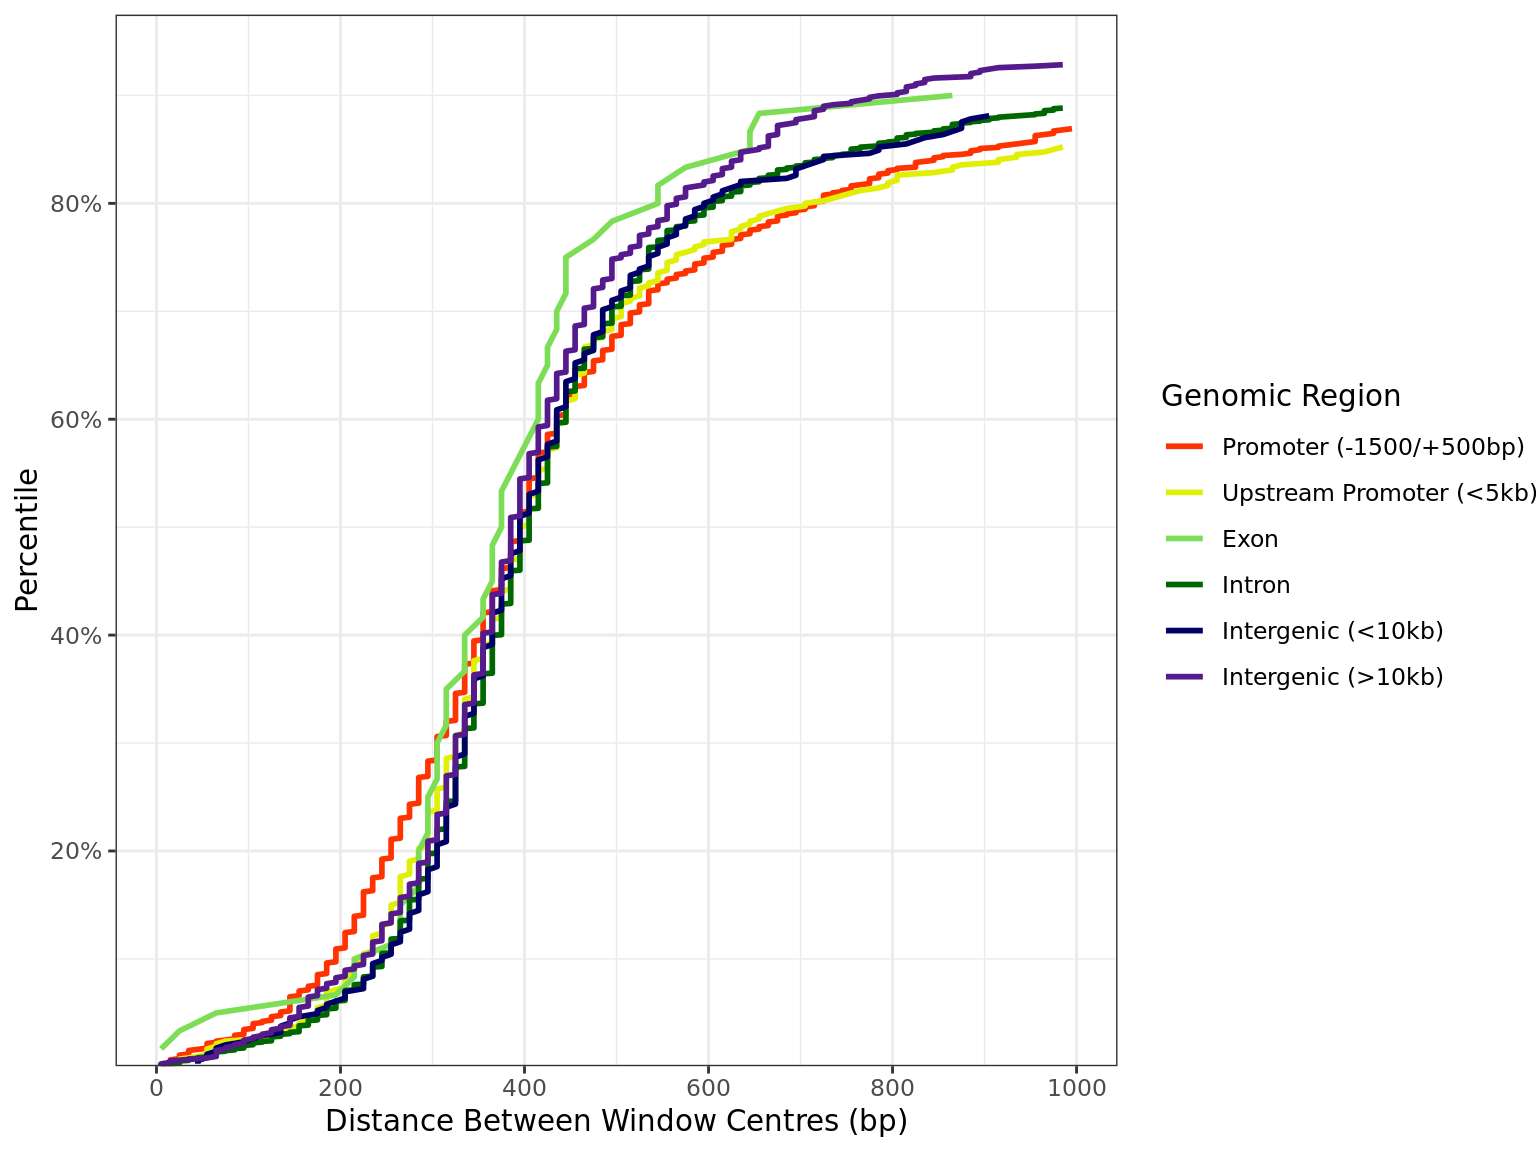 80%
60%
40%
20%
Percentile
0
200
400
600
800
1000
Distance Between Window Centres (bp)
Genomic Region
Promoter (-1500/+500bp)
Upstream Promoter (<5kb)
Exon
Intron
Intergenic (<10kb)
Intergenic (>10kb)